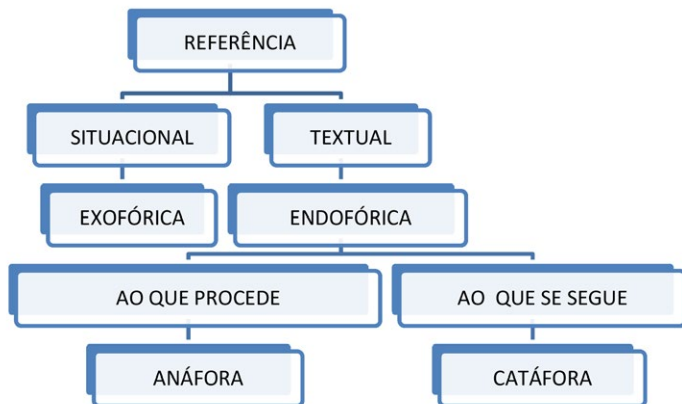 REFERÊNCIA
SITUACIONAL
TEXTUAL
EXOFÓRICA
ENDOFÓRICA
AO QUE PROCEDE
AO QUE SE SEGUE
ANÁFORA
CATÁFORA